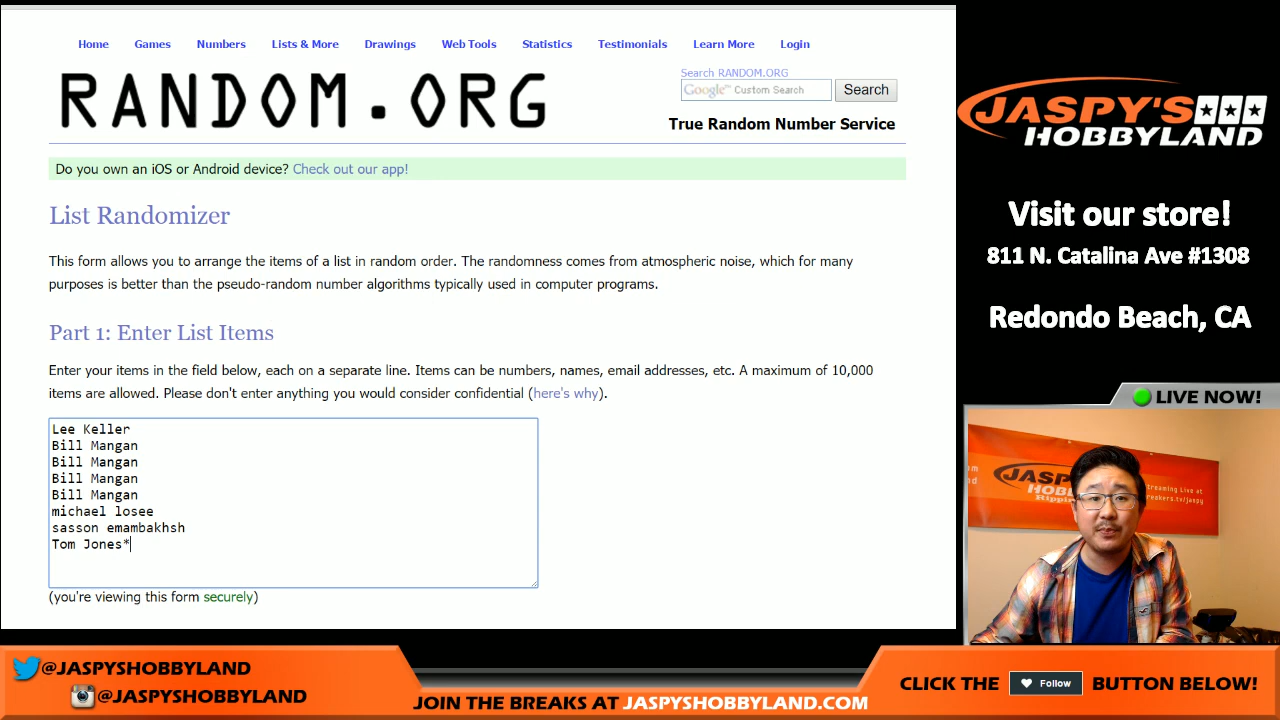 Home Games Numbers Lists & More Drawings Web Tools Statistics Testimonials Learn More Login
RANDOM.ORG
Search RANDOM.ORG
Google™ Custom Search Search
True Random Number Service
Do you own an iOS or Android device? Check out our app!
List Randomizer
This form allows you to arrange the items of a list in random order. The randomness comes from atmospheric noise, which for many
purposes is better than the pseudo-random number algorithms typically used in computer programs.
Part 1: Enter List Items
Enter your items in the field below, each on a separate line. Items can be numbers, names, email addresses, etc. A maximum of 10,000
items are allowed. Please don't enter anything you would consider confidential (here's why).
Lee Keller
Bill Mangan
Bill Mangan
Bill Mangan
Bill Mangan
michael losee
sasson emambakhsh
Tom Jones*
(you're viewing this form securely)
JASPY'S
HOBBYLAND
Visit our store!
811 N. Catalina Ave #1308
Redondo Beach, CA
LIVE NOW!
JASPY'S
Streaming Live at
breakers.tv/jaspy
@JASPYSHOBBYLAND
@JASPYSHOBBYLAND
JOIN THE BREAKS AT JASPYSHOBBYLAND.COM
CLICK THE Follow BUTTON BELOW!